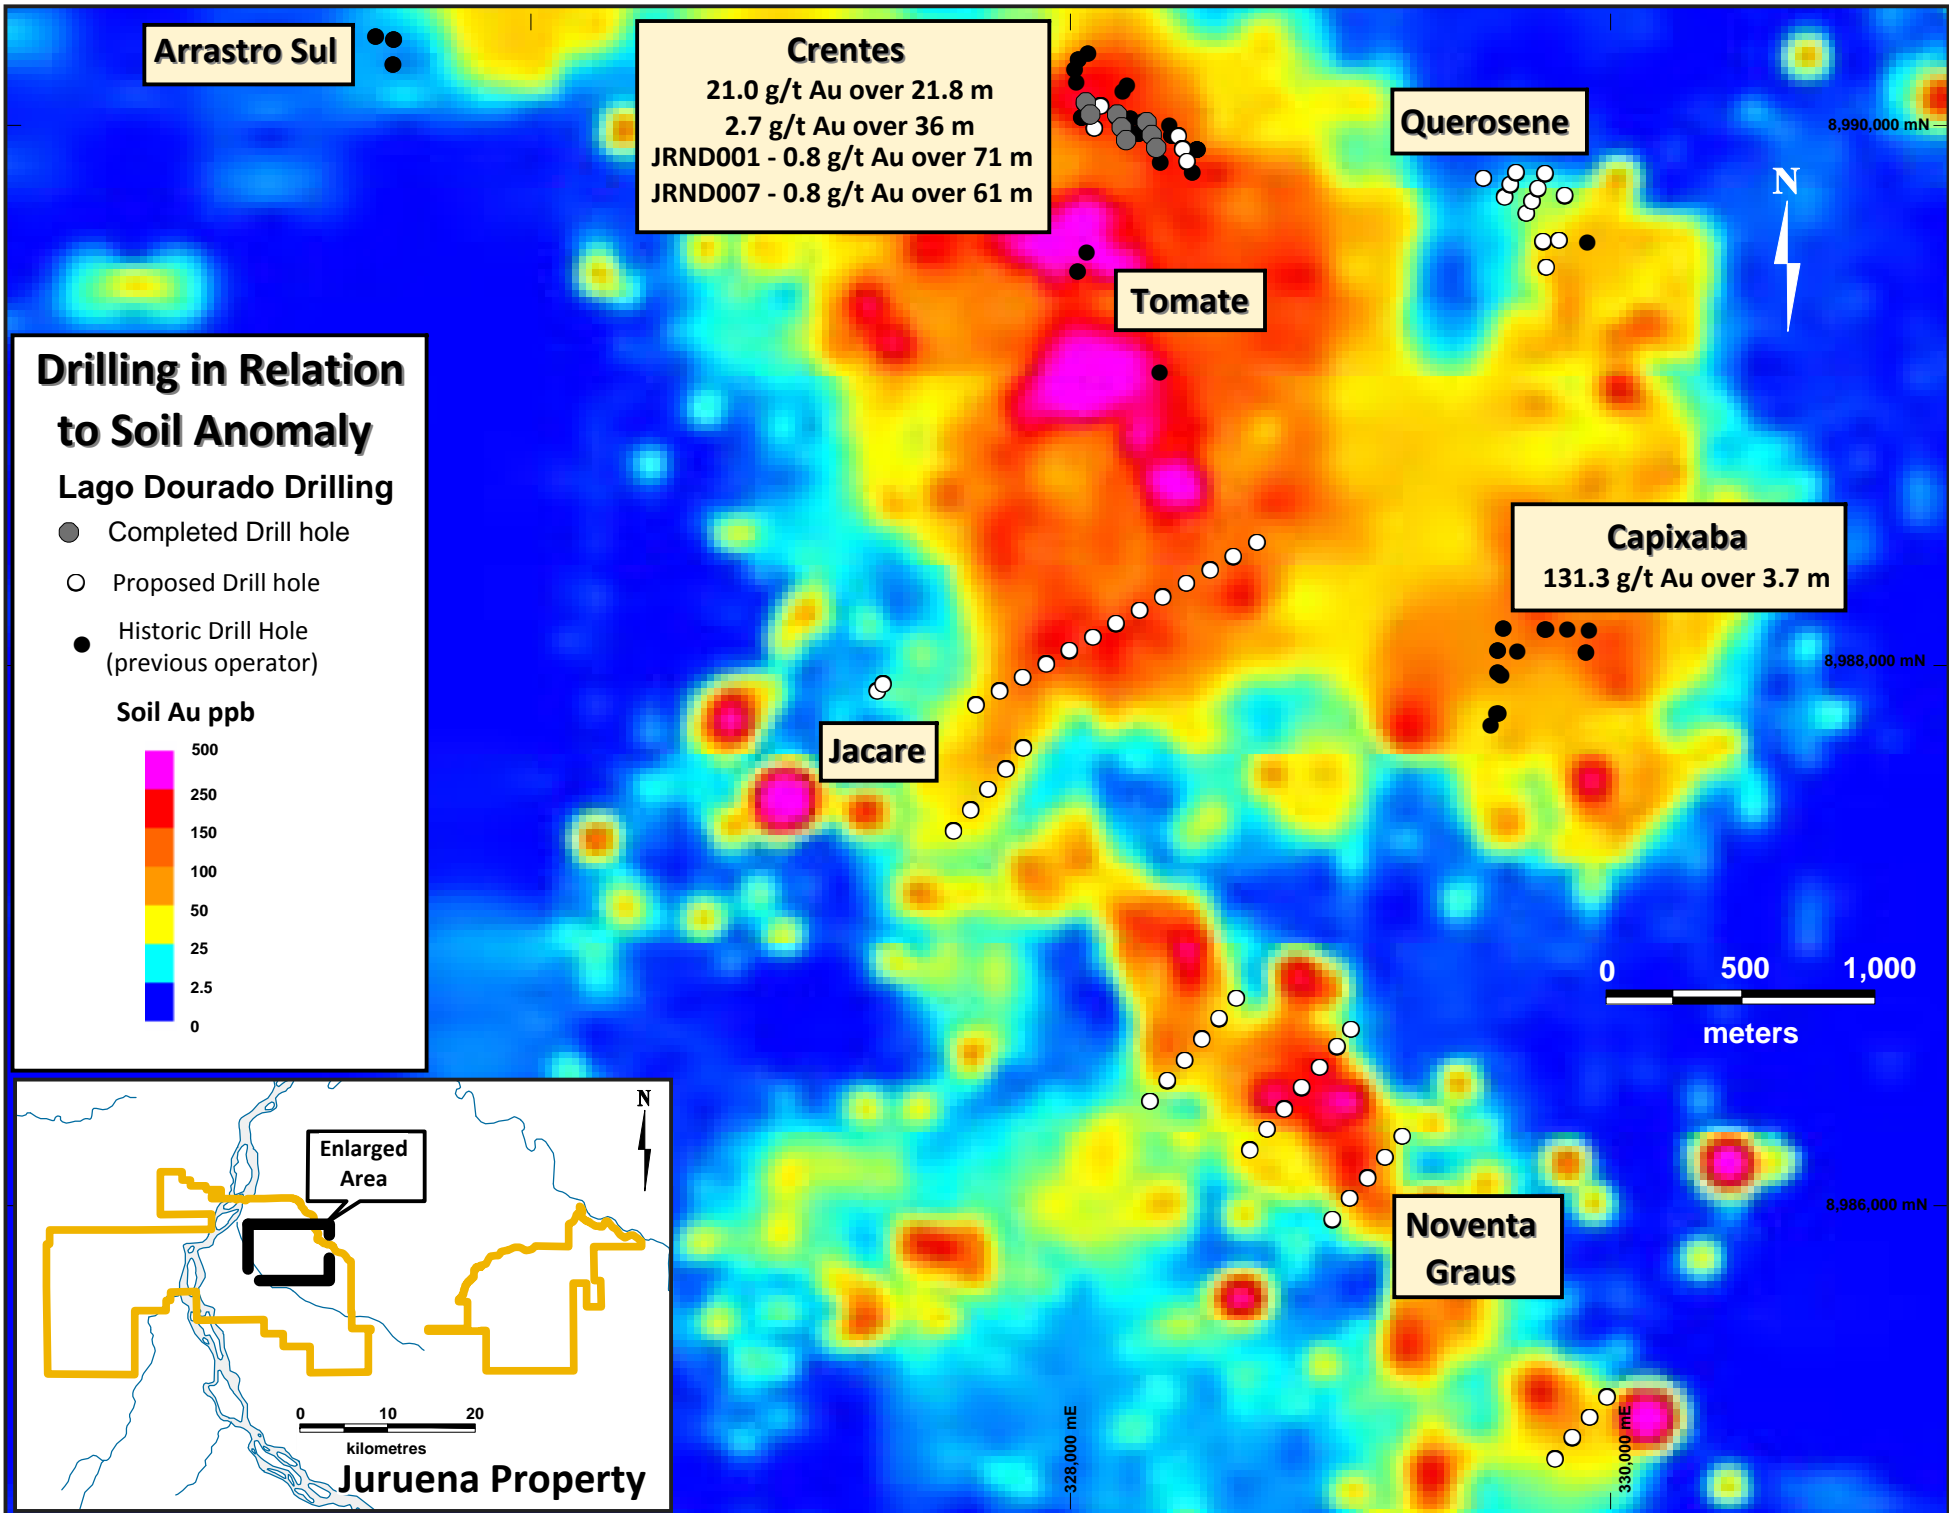 Arrastro Sul
Crentes
21.0 g/t Au over 21.8 m
2.7 g/t Au over 36 m
JRND001 - 0.8 g/t Au over 71 m
JRND007 - 0.8 g/t Au over 61 m
Querosene
8,990,000 mN
N
Tomate
Drilling in Relation
to Soil Anomaly
Lago Dourado Drilling
Completed Drill hole
Proposed Drill hole
Historic Drill Hole
(previous operator)
Soil Au ppb
500
250
150
100
50
25
2.5
0
Capixaba
131.3 g/t Au over 3.7 m
8,988,000 mN
Jacare
0 500 1,000
meters
8,986,000 mN
Noventa
Graus
328,000 mE
330,000 mE
N
Enlarged
Area
0 10 20
kilometres
Juruena Property